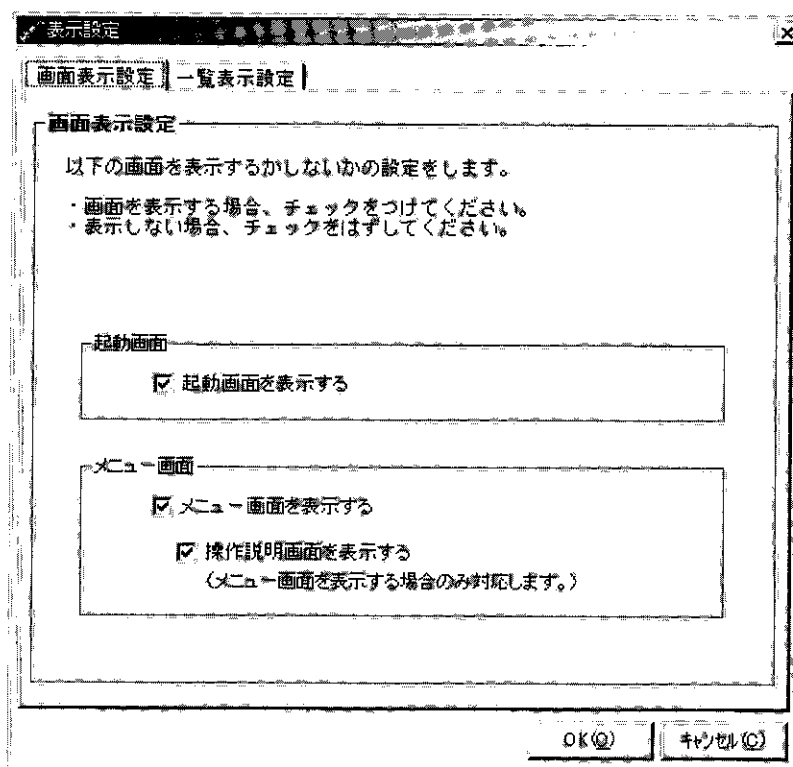 表示設定
画面表示設定 一覧表示設定
画面表示設定
以下の画面を表示するかしないかの設定をします。
・画面を表示する場合、チェックをつけてください。
・表示しない場合、チェックをはずしてください。
起動画面
起動画面を表示する
メニュー画面
メニュー画面を表示する
操作説明画面を表示する
(メニュー画面を表示する場合のみ対応します。)
OK(O) キャンセル(C)